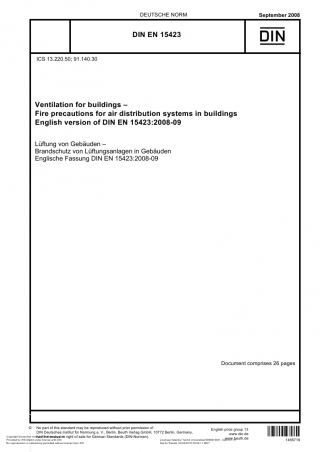 DEUTSCHE NORM
September 2008
DIN EN 15423
DIN
ICS 13.220.50; 91.140.30
Ventilation for buildings –
Fire precautions for air distribution systems in buildings
English version of DIN EN 15423:2008-09
Lüftung von Gebäuden –
Brandschutz von Lüftungsanlagen in Gebäuden
Englische Fassung DIN EN 15423:2008-09
Document comprises 26 pages
© No part of this standard may be reproduced without prior permission of
DIN Deutsches Institut für Normung e. V., Berlin. Beuth Verlag GmbH, 10772 Berlin, Germany,
has the exclusive right of sale for German Standards (DIN-Normen).
English price group 13
www.din.de
www.beuth.de